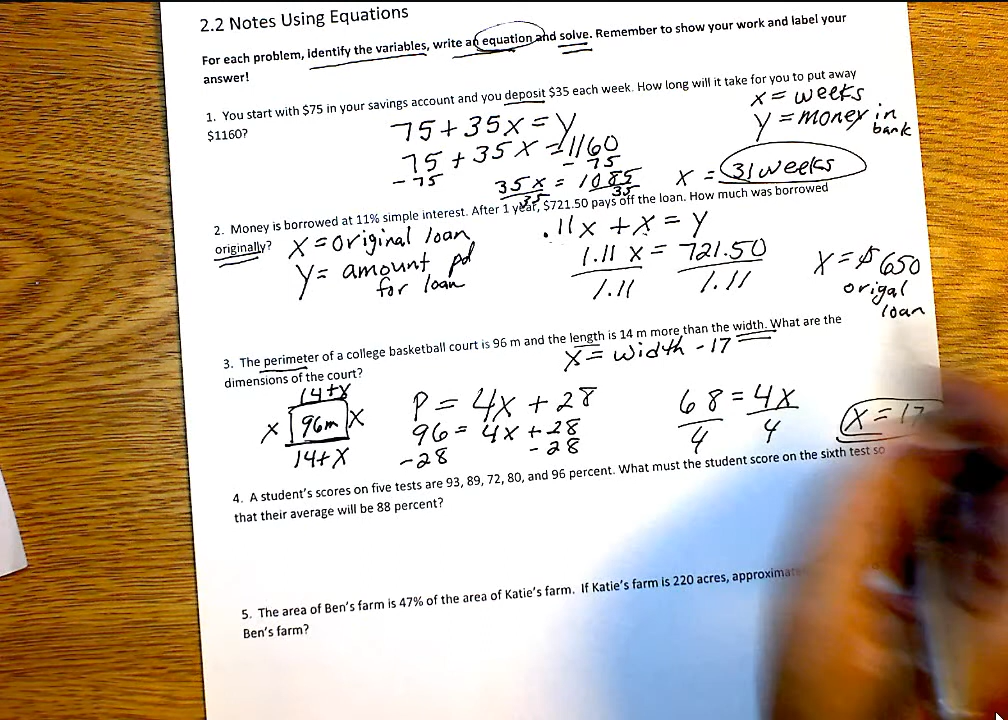 2.2 Notes Using Equations
For each problem, identify the variables, write an equation and solve. Remember to show your work and label your
answer!
1. You start with $75 in your savings account and you deposit $35 each week. How long will it take for you to put away
$1160?
x = weeks
y = money in bank
75 + 35x = y
75 + 35x = 1160
-75 - 75
35x = 1085
35 35
x = 31 weeks
2. Money is borrowed at 11% simple interest. After 1 year, $721.50 pays off the loan. How much was borrowed
originally?
x = original loan
y = amount pd
for loan
.11x + x = y
1.11x = 721.50
1.11 1.11
x = $650
origal
loan
3. The perimeter of a college basketball court is 96 m and the length is 14 m more than the width. What are the
dimensions of the court?
x = width - 17
14+x
x 96m x
14+x
P = 4x + 28
96 = 4x + 28
-28 - 28
68 = 4x
4 4
x = 17
4. A student's scores on five tests are 93, 89, 72, 80, and 96 percent. What must the student score on the sixth test so
that their average will be 88 percent?
5. The area of Ben's farm is 47% of the area of Katie's farm. If Katie's farm is 220 acres,
Ben's farm?